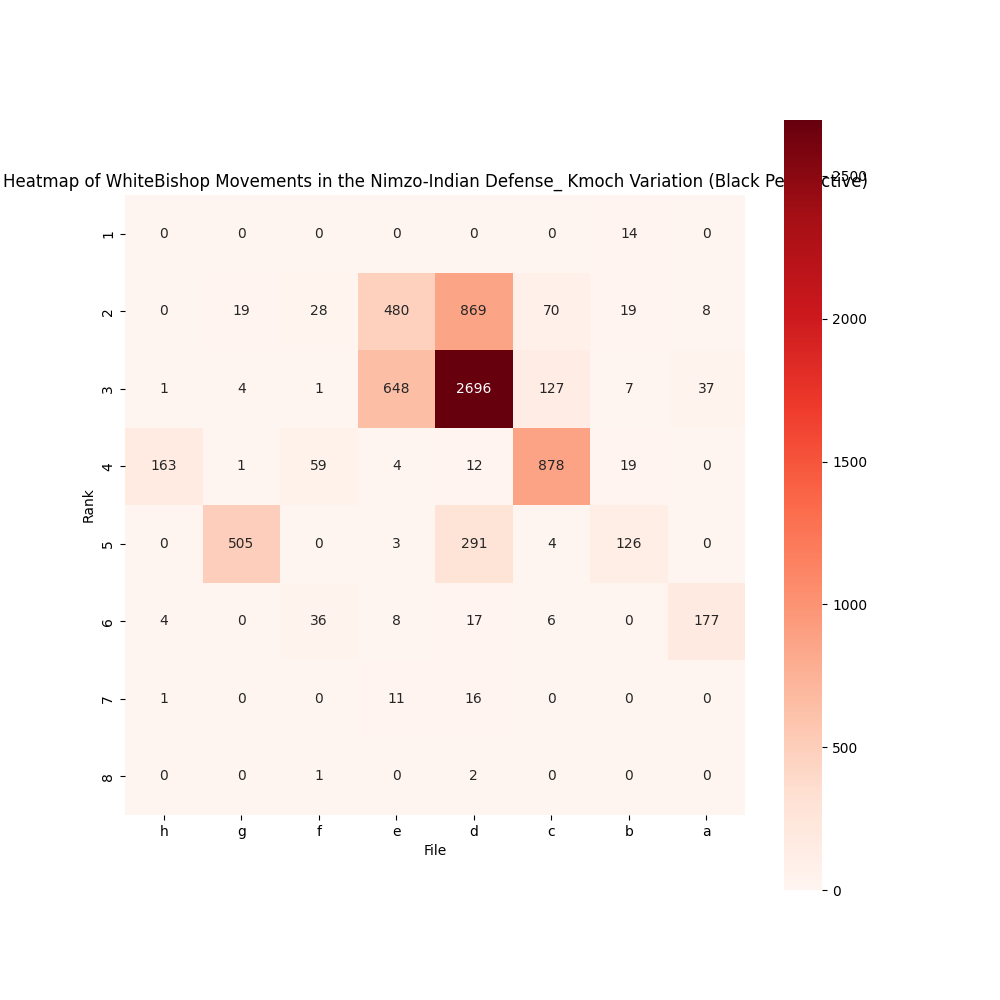 Heatmap of WhiteBishop Movements in the Nimzo-Indian Defense_ Kmoch Variation (Black Perspective)
2500
1 0 0 0 0 0 0 14 0
2 0 19 28 480 869 70 19 8
2000
3 1 4 1 648 2696 127 7 37
1500
4 163 1 59 4 12 878 19 0
Rank
5 0 505 0 3 291 4 126 0
1000
6 4 0 36 8 17 6 0 177
7 1 0 0 11 16 0 0 0
500
8 0 0 1 0 2 0 0 0
h g f e d c b a
File
0